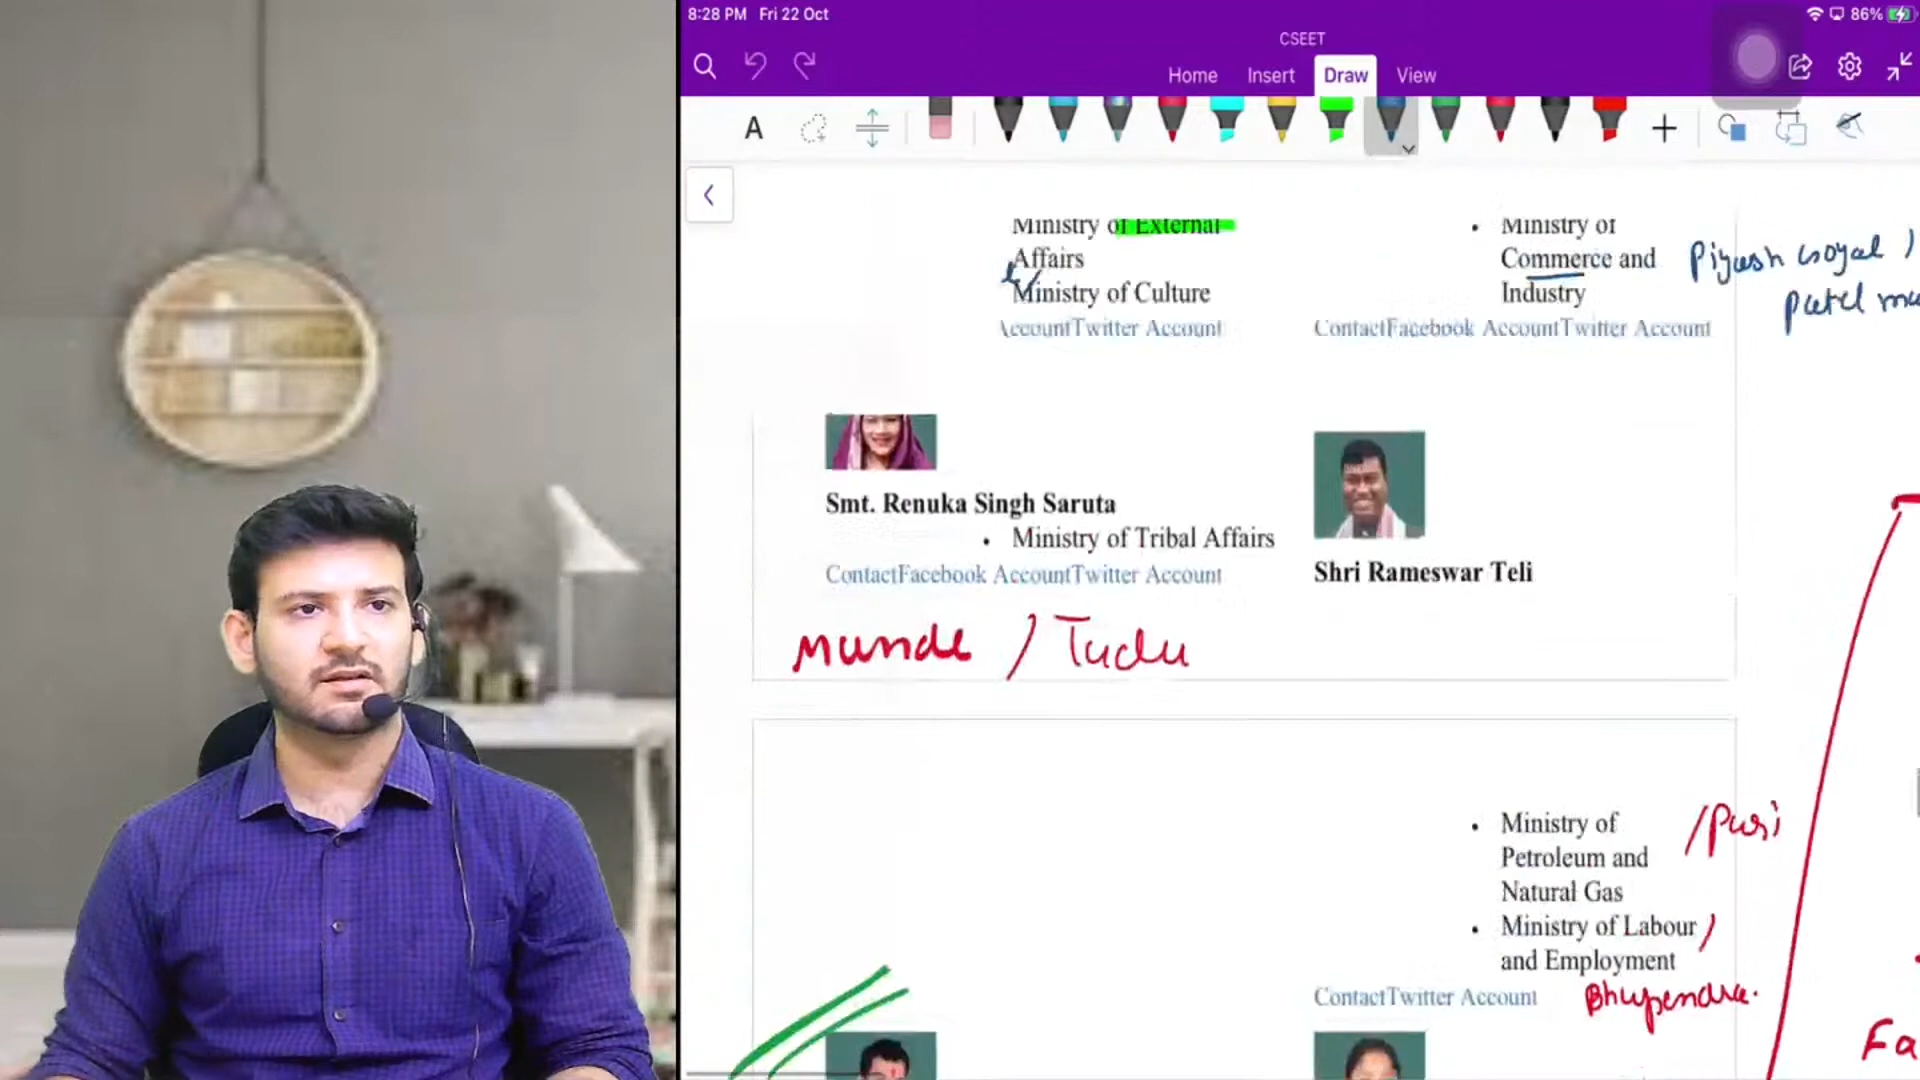 8:28 PM Fri 22 Oct
86%
CSEET
Home Insert Draw View
A
Ministry of External
Affairs
Ministry of Culture
AccountTwitter Account
• Ministry of
Commerce and
Industry
ContactFacebook AccountTwitter Account
Piyush Goyal /
Patel
Smt. Renuka Singh Saruta
• Ministry of Tribal Affairs
ContactFacebook AccountTwitter Account
Munde / Tudu
Shri Rameswar Teli
• Ministry of
Petroleum and
Natural Gas
/Puri
• Ministry of Labour /
and Employment
Bhupendra.
ContactTwitter Account